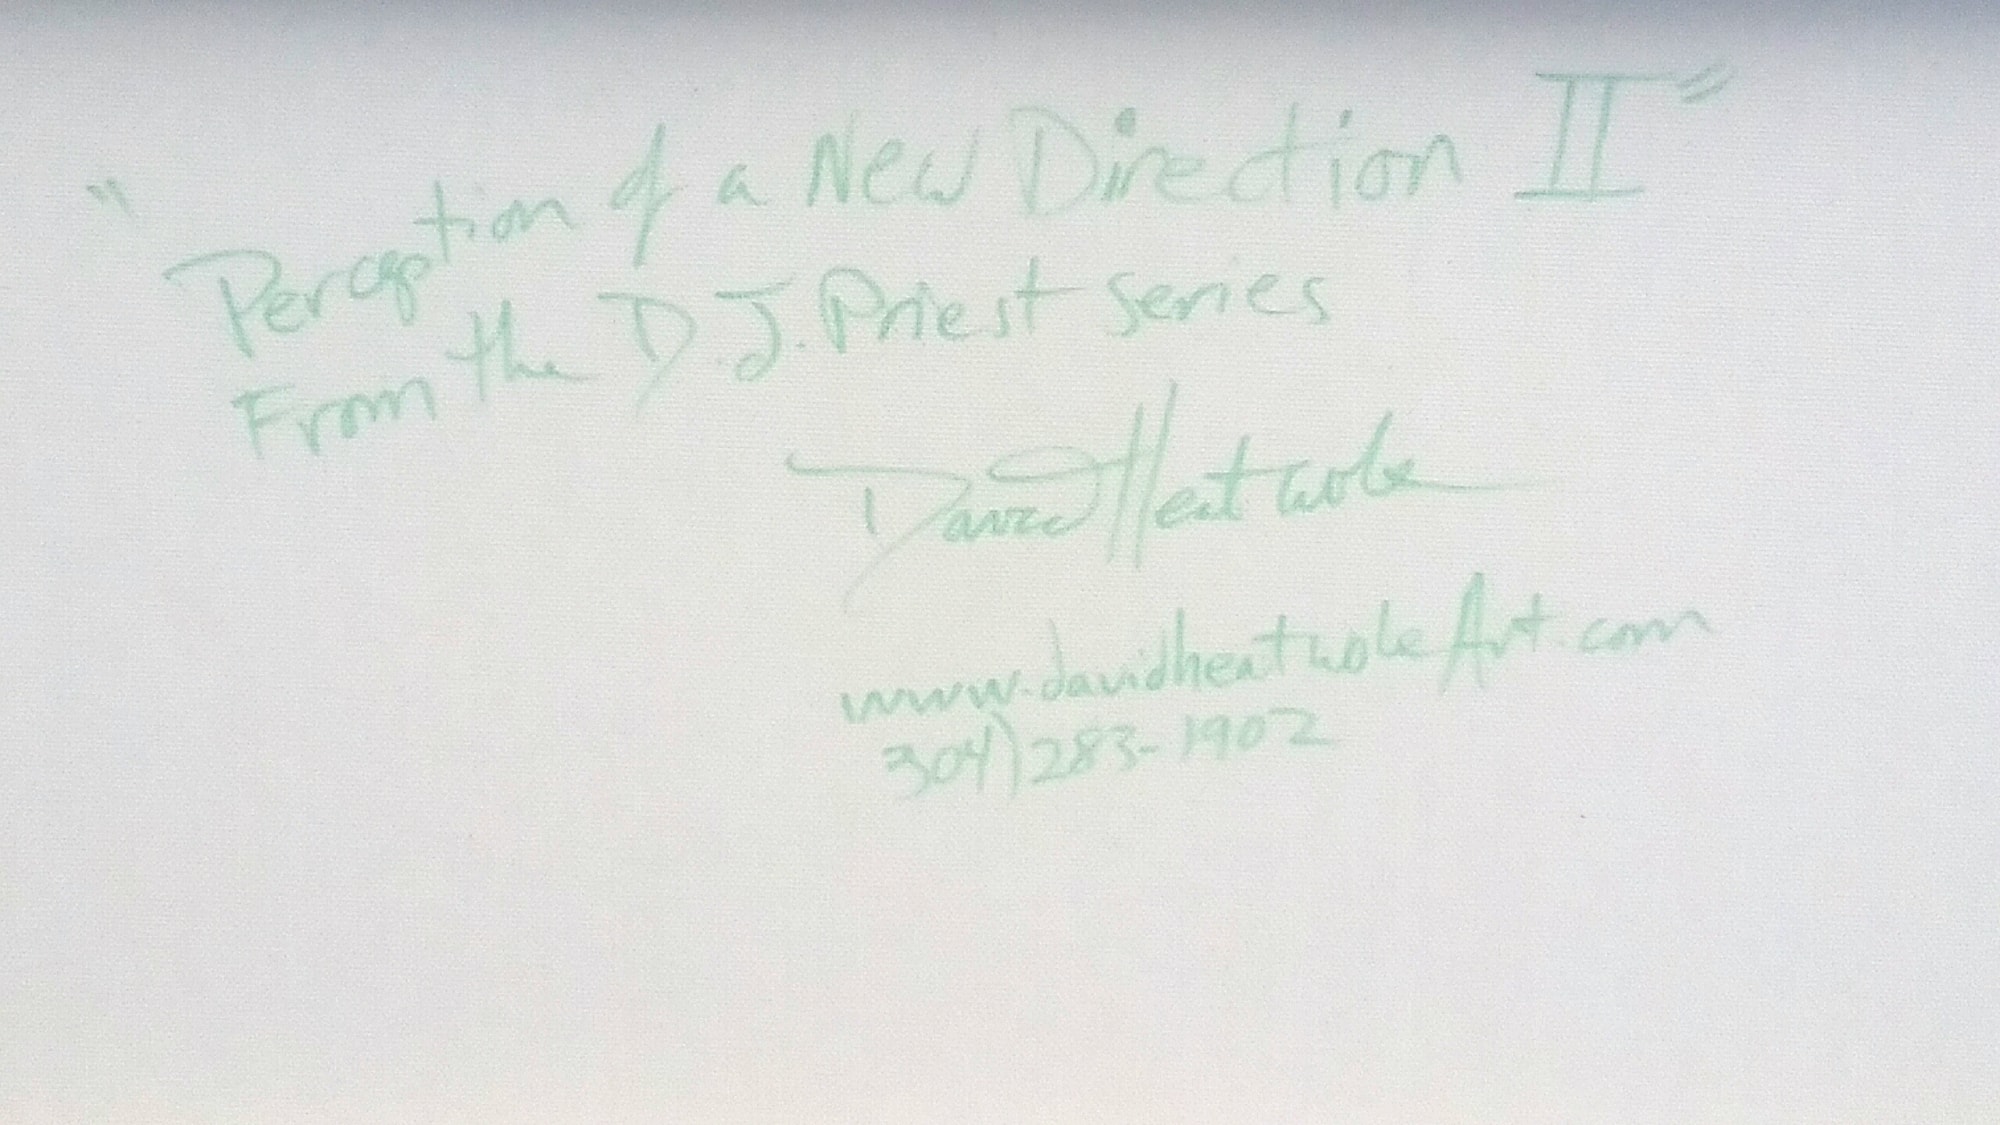 "Perception of a New Direction II"
From the D.J. Priest series
David Heatwole
www.davidheatwoleArt.com
304)283-1902